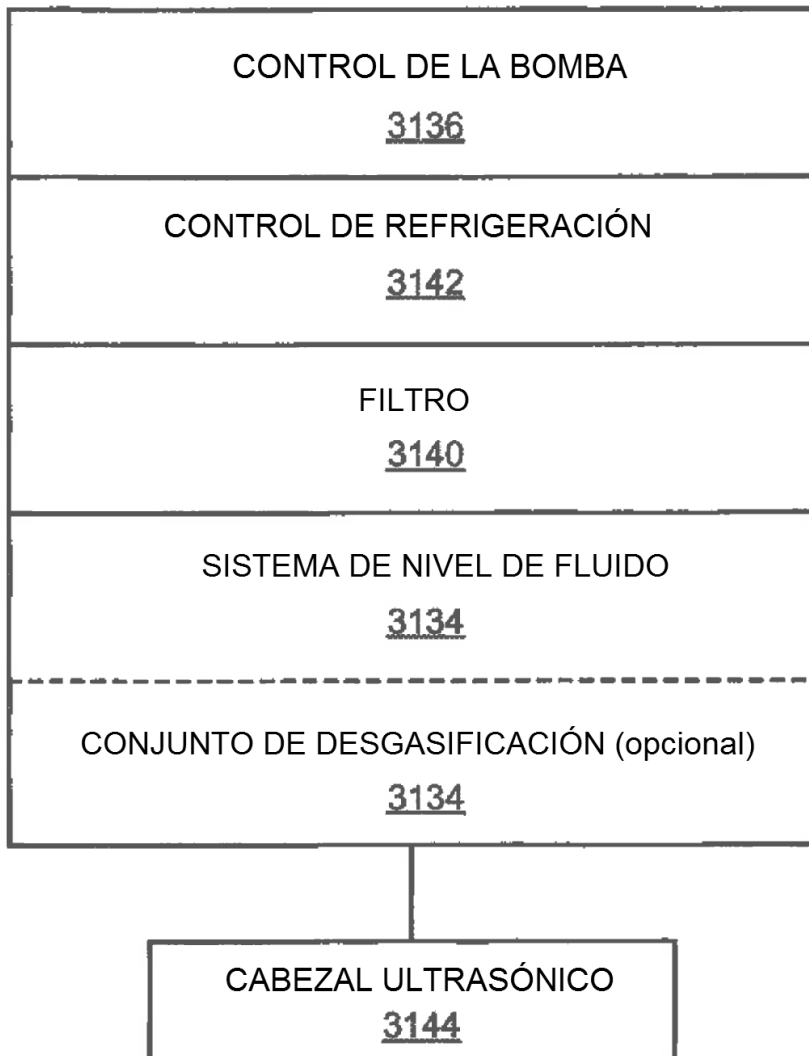 CONTROL DE LA BOMBA
3136
CONTROL DE REFRIGERACIÓN
3142
FILTRO
3140
SISTEMA DE NIVEL DE FLUIDO
3134
CONJUNTO DE DESGASIFICACIÓN (opcional)
3134
CABEZAL ULTRASÓNICO
3144